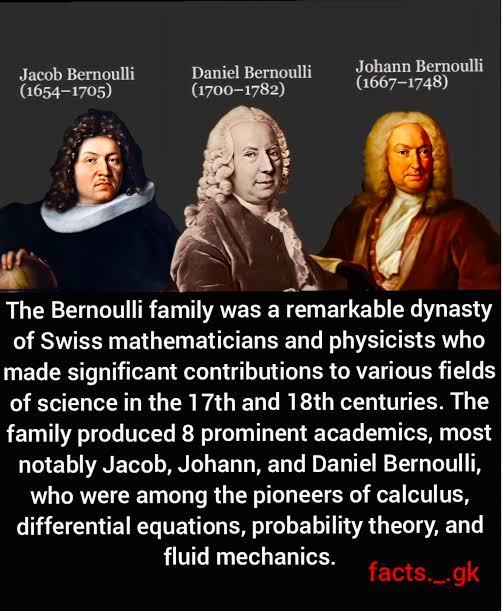 Jacob Bernoulli
(1654–1705)
Daniel Bernoulli
(1700–1782)
Johann Bernoulli
(1667–1748)
The Bernoulli family was a remarkable dynasty
of Swiss mathematicians and physicists who
made significant contributions to various fields
of science in the 17th and 18th centuries. The
family produced 8 prominent academics, most
notably Jacob, Johann, and Daniel Bernoulli,
who were among the pioneers of calculus,
differential equations, probability theory, and
fluid mechanics.
facts._.gk